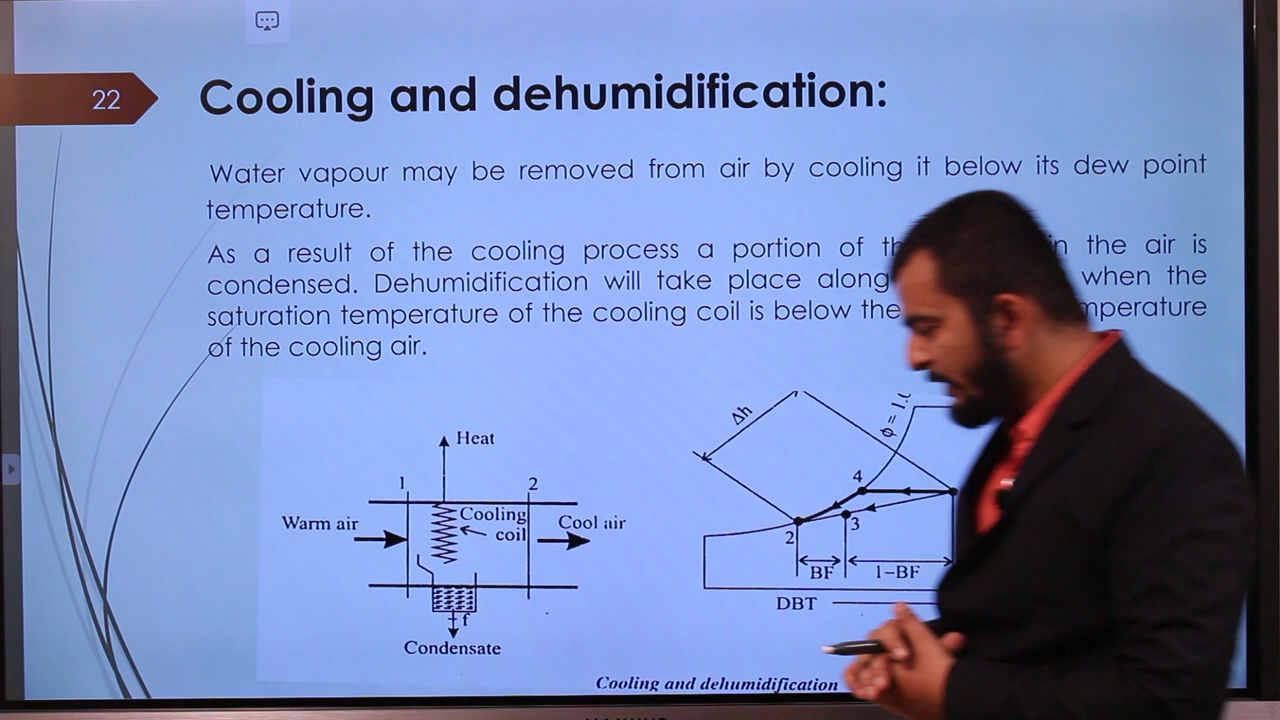 22
Cooling and dehumidification:
Water vapour may be removed from air by cooling it below its dew point
temperature.
As a result of the cooling process a portion of in the air is
condensed. Dehumidification will take place along when the
saturation temperature of the cooling coil is below the temperature
of the cooling air.
Heat
1 2
Warm air
Cooling
coil
Cool air
f
Condensate
Δh
ϕ = 1.
4
2
3
BF
1−BF
DBT
Cooling and dehumidification